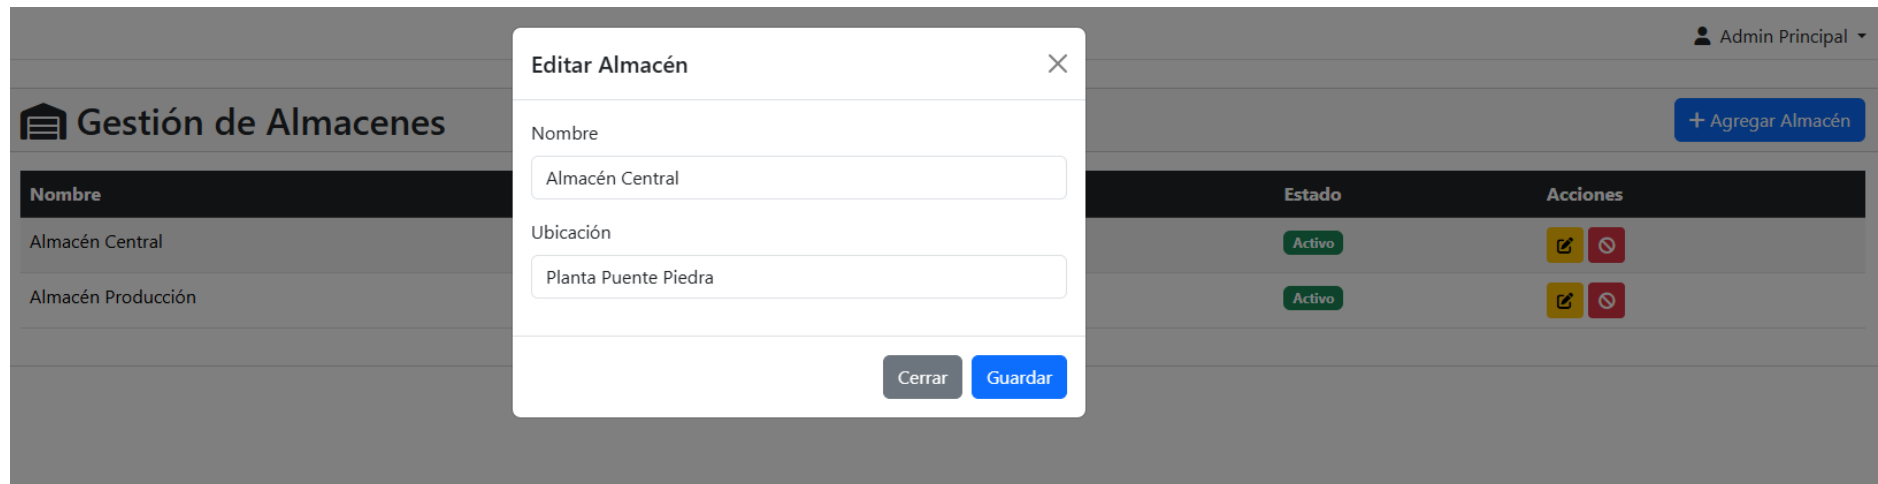 Admin Principal
Editar Almacén
Gestión de Almacenes
+ Agregar Almacén
Nombre
Almacén Central
Ubicación
Planta Puente Piedra
Cerrar Guardar
Nombre Estado Acciones
Almacén Central Activo
Almacén Producción Activo